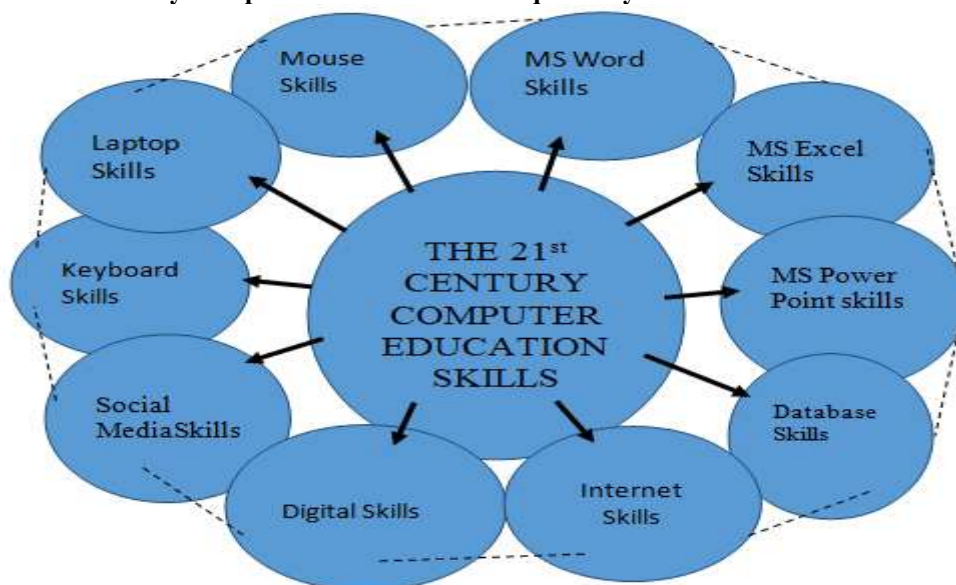 THE 21st
CENTURY
COMPUTER
EDUCATION
SKILLS
Mouse
Skills
MS Word
Skills
MS Excel
Skills
MS Power
Point skills
Database
Skills
Internet
Skills
Digital Skills
Social
MediaSkills
Keyboard
Skills
Laptop
Skills